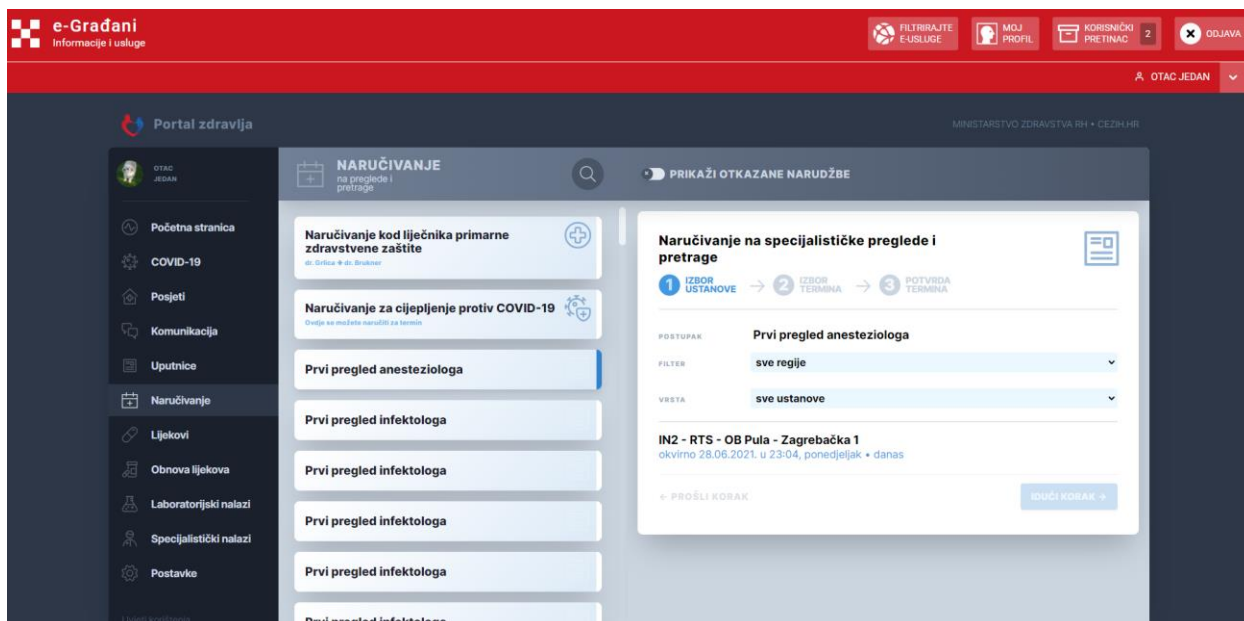 e-Građani
Informacije i usluge
FILTRIRAJTE
E-USLUGE
MOJ
PROFIL
KORISNIČKI
PRETINAC
2
ODJAVA
OTAC JEDAN
Portal zdravlja
MINISTARSTVO ZDRAVSTVA RH • CEZIH.HR
OTAC
JEDAN
Početna stranica
COVID-19
Posjeti
Komunikacija
Uputnice
Naručivanje
Lijekovi
Obnova lijekova
Laboratorijski nalazi
Specijalistički nalazi
Postavke
Uvjeti korištenja
NARUČIVANJE
na preglede i
pretrage
Naručivanje kod liječnika primarne
zdravstvene zaštite
dr. Grlica + dr. Brukner
Naručivanje za cijepljenje protiv COVID-19
Ovdje se možete naručiti za termin
Prvi pregled anesteziologa
Prvi pregled infektologa
Prvi pregled infektologa
Prvi pregled infektologa
Prvi pregled infektologa
Prvi pregled infektologa
PRIKAŽI OTKAZANE NARUDŽBE
Naručivanje na specijalističke preglede i
pretrage
1 IZBOR
USTANOVE
→ 2 IZBOR
TERMINA
→ 3 POTVRDA
TERMINA
POSTUPAK Prvi pregled anesteziologa
FILTER sve regije
VRSTA sve ustanove
IN2 - RTS - OB Pula - Zagrebačka 1
okvirno 28.06.2021. u 23:04, ponedjeljak • danas
← PROŠLI KORAK
IDUĆI KORAK →